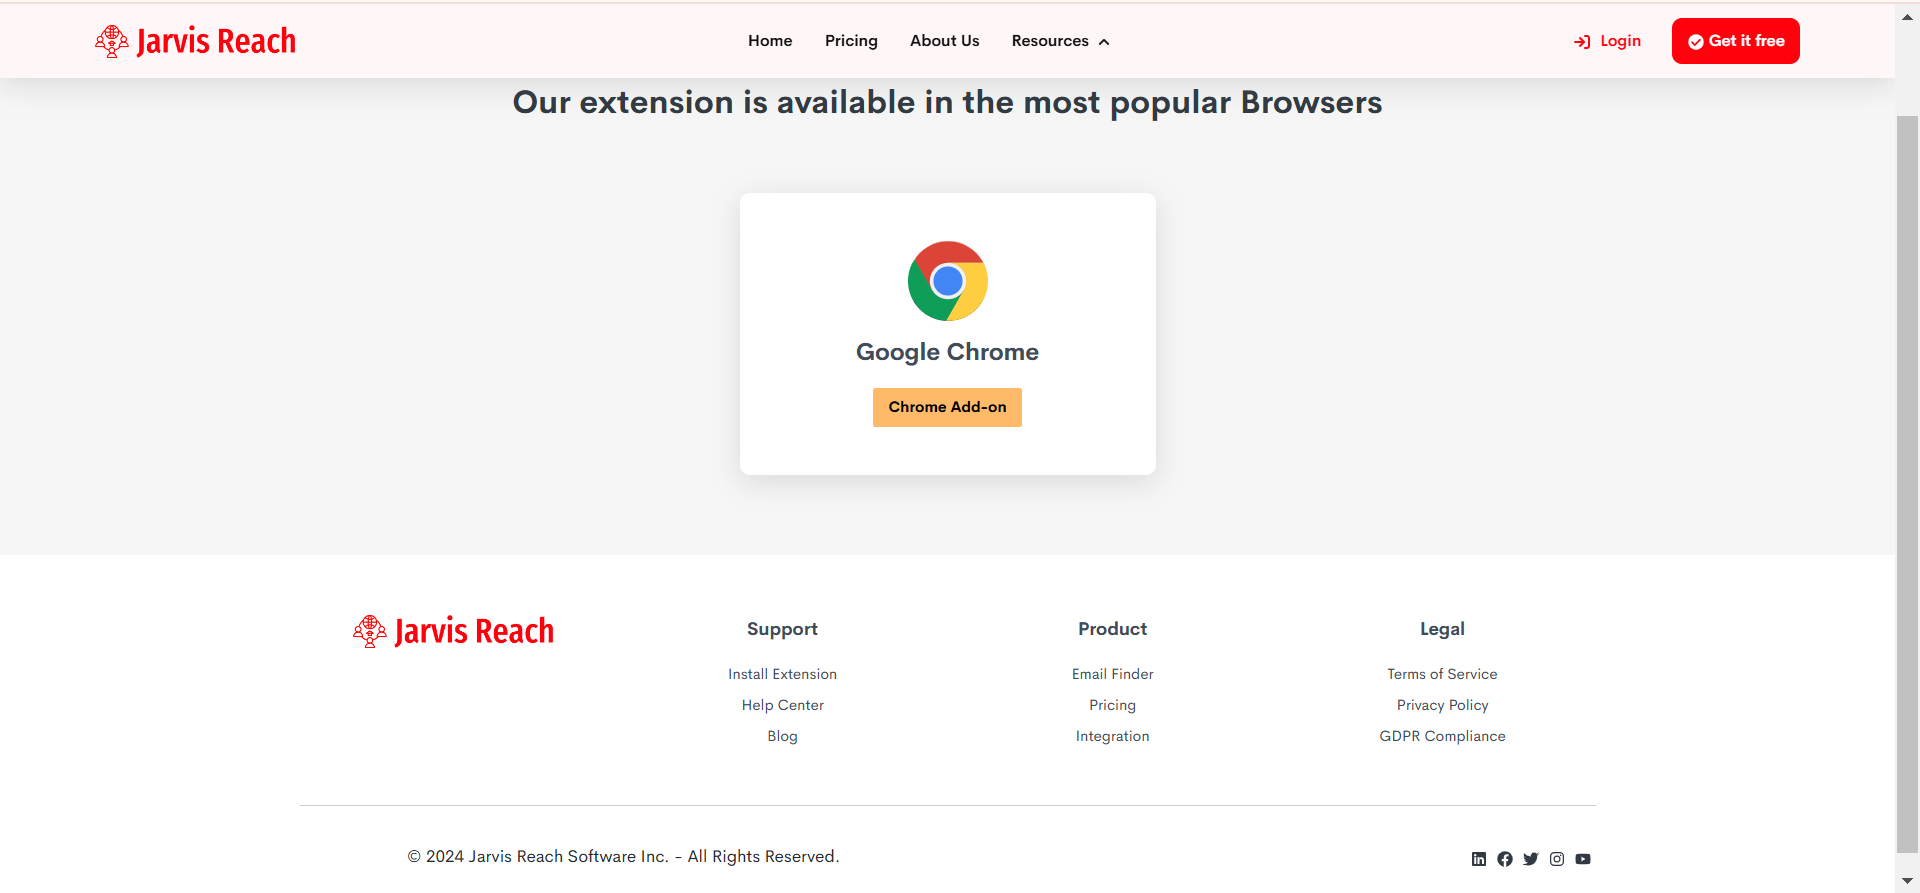 Jarvis Reach
Home Pricing About Us Resources
Login
Get it free
Our extension is available in the most popular Browsers
Google Chrome
Chrome Add-on
Jarvis Reach
Support
Install Extension
Help Center
Blog
Product
Email Finder
Pricing
Integration
Legal
Terms of Service
Privacy Policy
GDPR Compliance
© 2024 Jarvis Reach Software Inc. - All Rights Reserved.